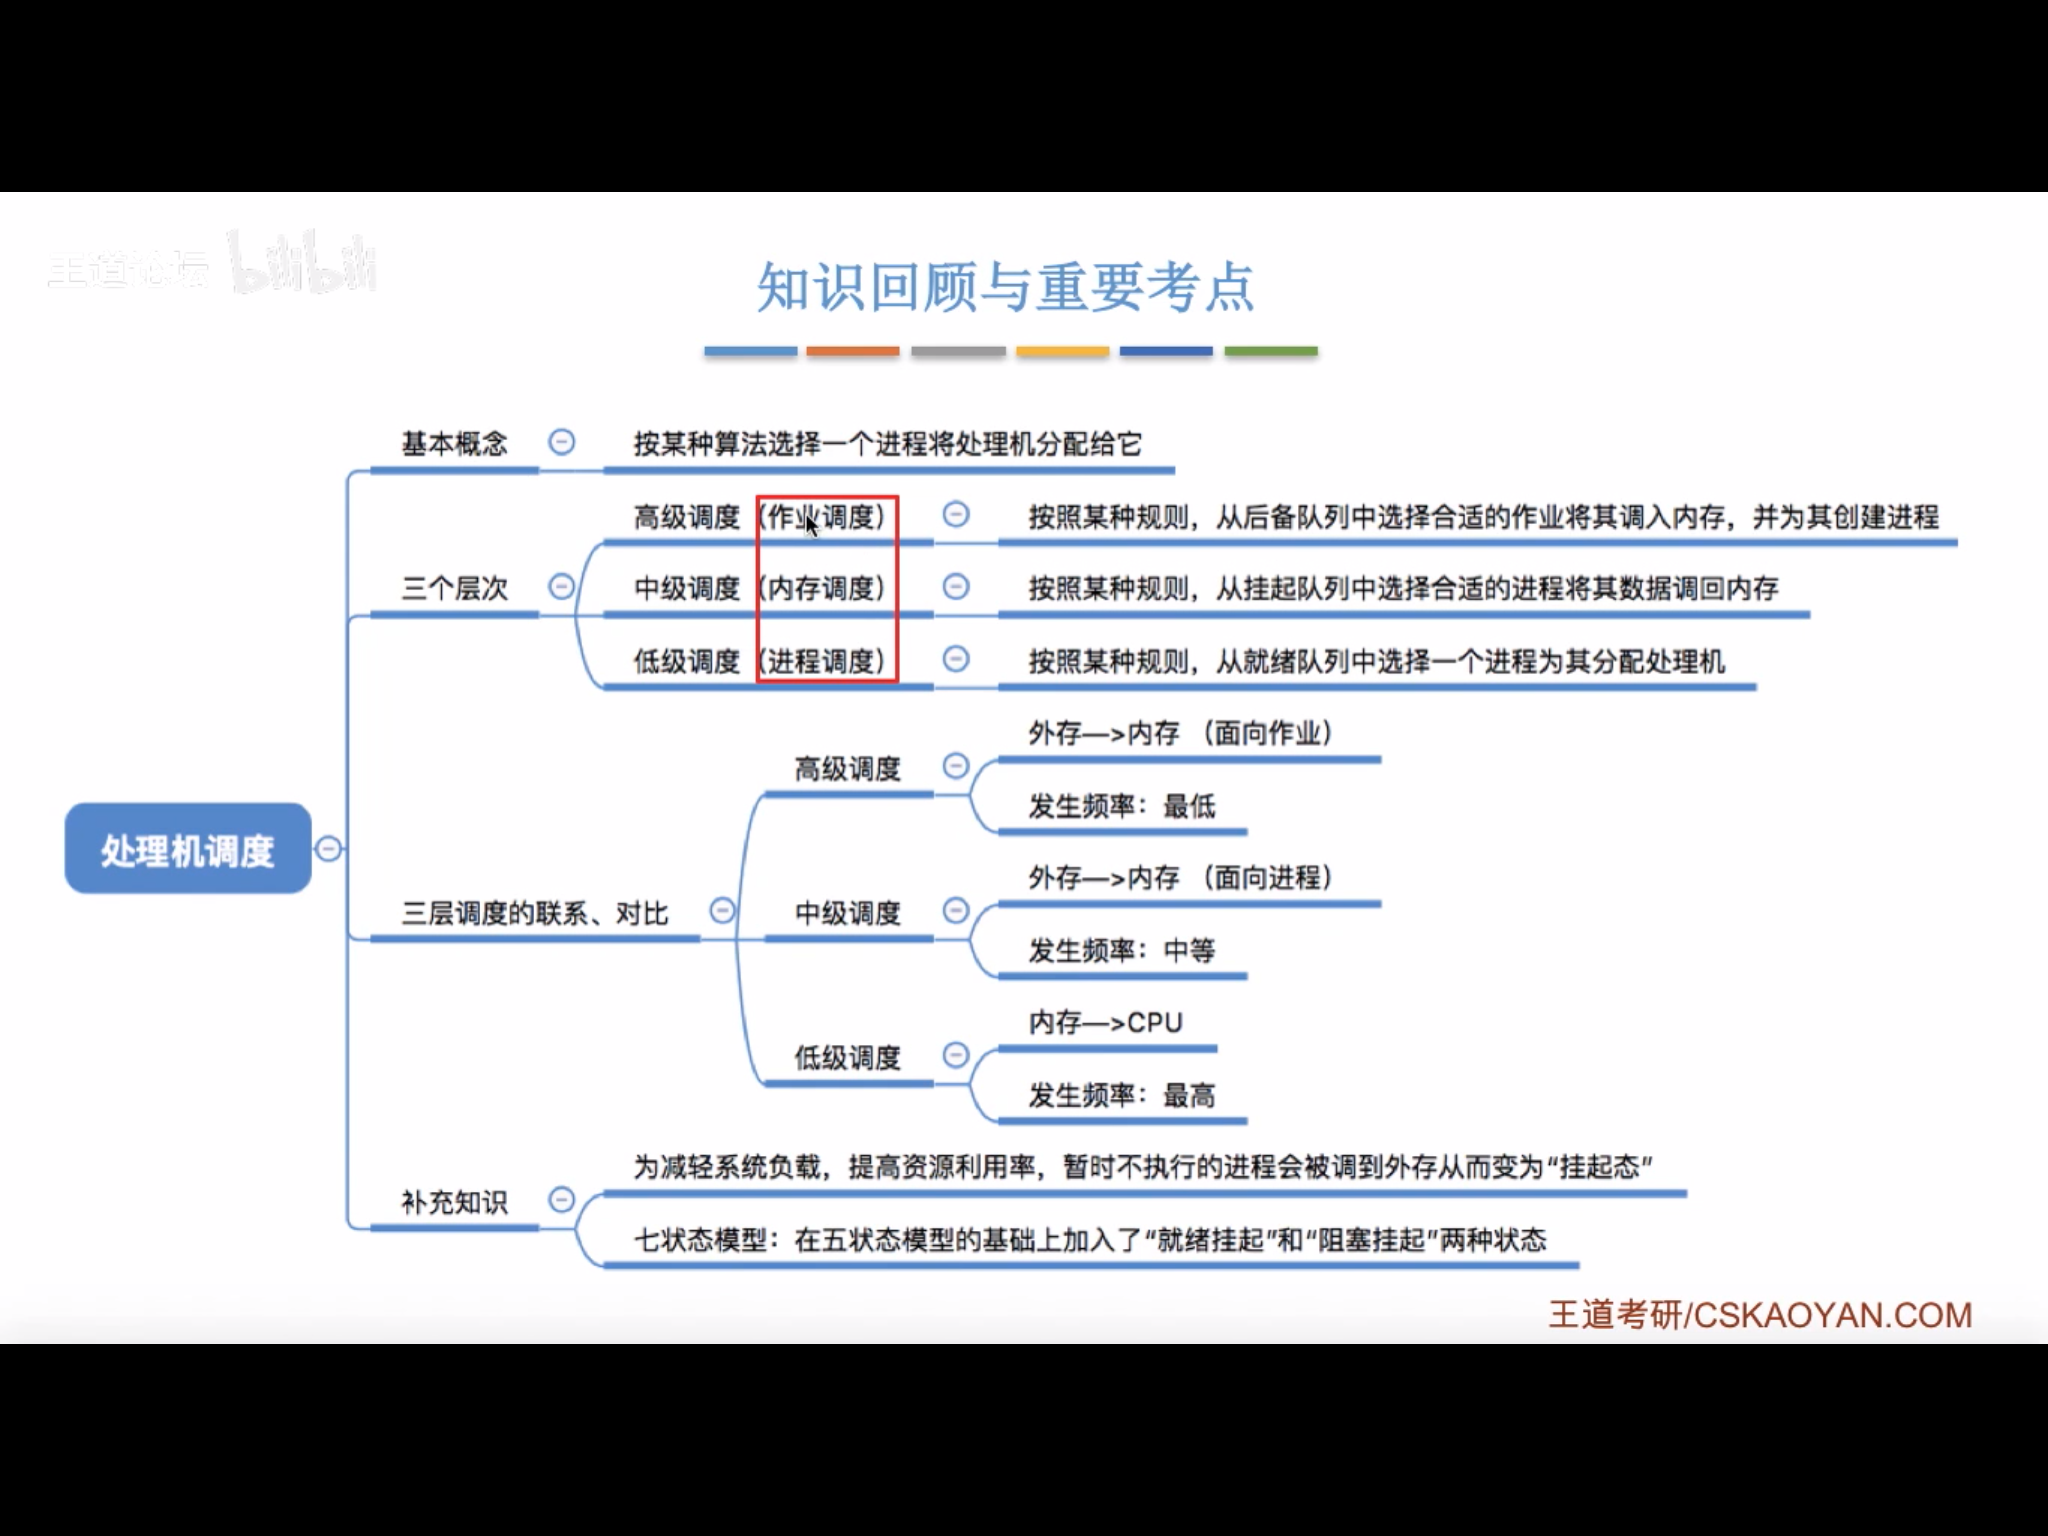 王道论坛 bilibili
知识回顾与重要考点
基本概念
按某种算法选择一个进程将处理机分配给它
三个层次
高级调度（作业调度）
按照某种规则，从后备队列中选择合适的作业将其调入内存，并为其创建进程
中级调度（内存调度）
按照某种规则，从挂起队列中选择合适的进程将其数据调回内存
低级调度（进程调度）
按照某种规则，从就绪队列中选择一个进程为其分配处理机
处理机调度
三层调度的联系、对比
高级调度
外存—>内存 （面向作业）
发生频率：最低
中级调度
外存—>内存 （面向进程）
发生频率：中等
低级调度
内存—>CPU
发生频率：最高
补充知识
为减轻系统负载，提高资源利用率，暂时不执行的进程会被调到外存从而变为“挂起态”
七状态模型：在五状态模型的基础上加入了“就绪挂起”和“阻塞挂起”两种状态
王道考研/CSKAOYAN.COM